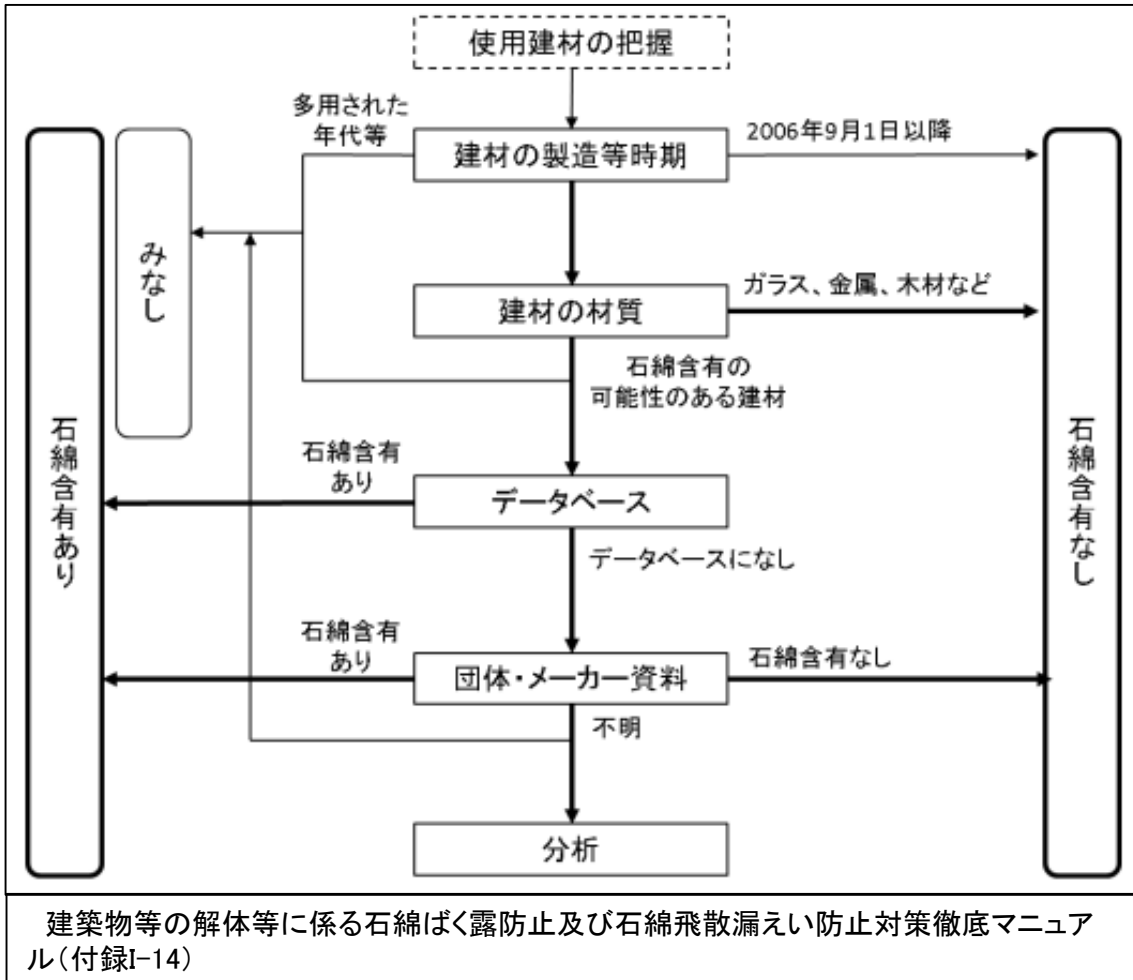 使用建材の把握
多用された
年代等
建材の製造等時期
2006年9月1日以降
みなし
建材の材質
ガラス、金属、木材など
石綿含有の
可能性のある建材
石綿含有あり
石綿含有なし
石綿含有
あり
データベース
データベースになし
石綿含有
あり
団体・メーカー資料
石綿含有なし
不明
分析
建築物等の解体等に係る石綿ばく露防止及び石綿飛散漏えい防止対策徹底マニュア
ル(付録I-14)